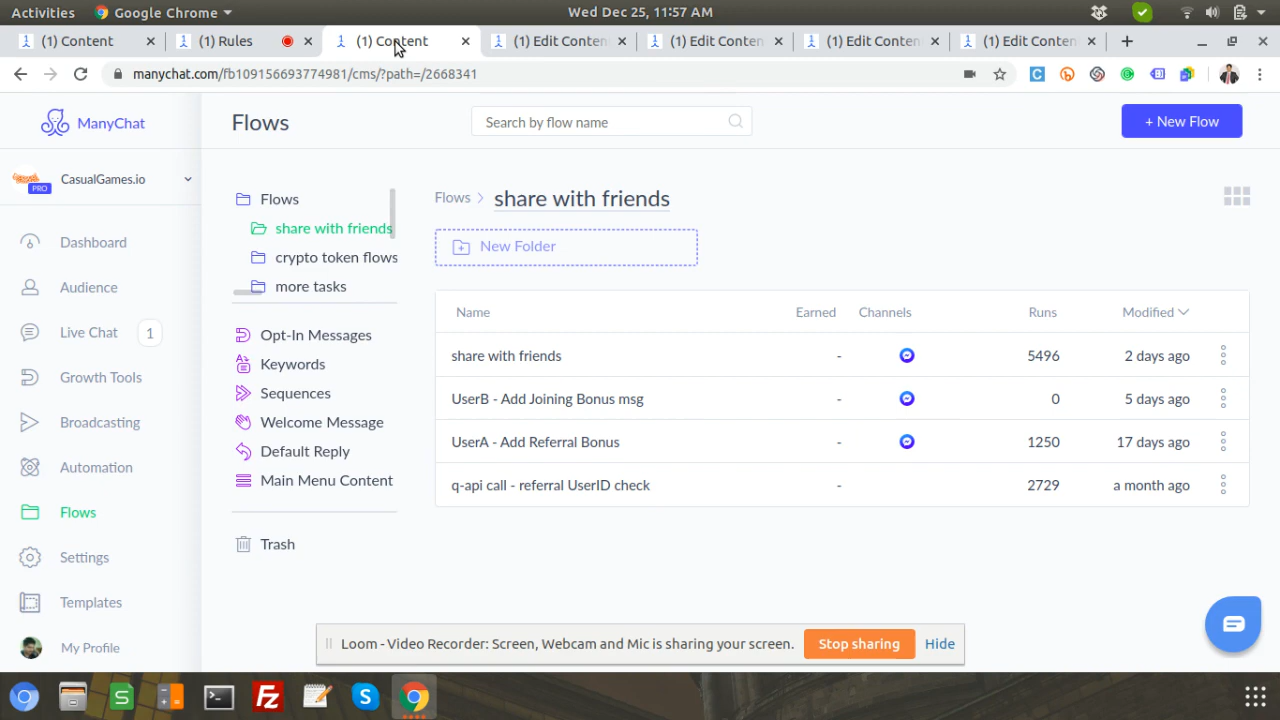 Activities Google Chrome Wed Dec 25, 11:57 AM
(1) Content (1) Rules (1) Content (1) Edit Conten (1) Edit Conten (1) Edit Conten (1) Edit Conten
manychat.com/fb109156693774981/cms/?path=/2668341
ManyChat
Flows
Search by flow name
+ New Flow
CasualGames.io
PRO
Dashboard
Audience
Live Chat 1
Growth Tools
Broadcasting
Automation
Flows
Settings
Templates
My Profile
Flows
share with friends
crypto token flows
more tasks
Opt-In Messages
Keywords
Sequences
Welcome Message
Default Reply
Main Menu Content
Trash
Flows share with friends
New Folder
Name Earned Channels Runs Modified
share with friends - 5496 2 days ago
UserB - Add Joining Bonus msg - 0 5 days ago
UserA - Add Referral Bonus - 1250 17 days ago
q-api call - referral UserID check - 2729 a month ago
Loom - Video Recorder: Screen, Webcam and Mic is sharing your screen. Stop sharing Hide